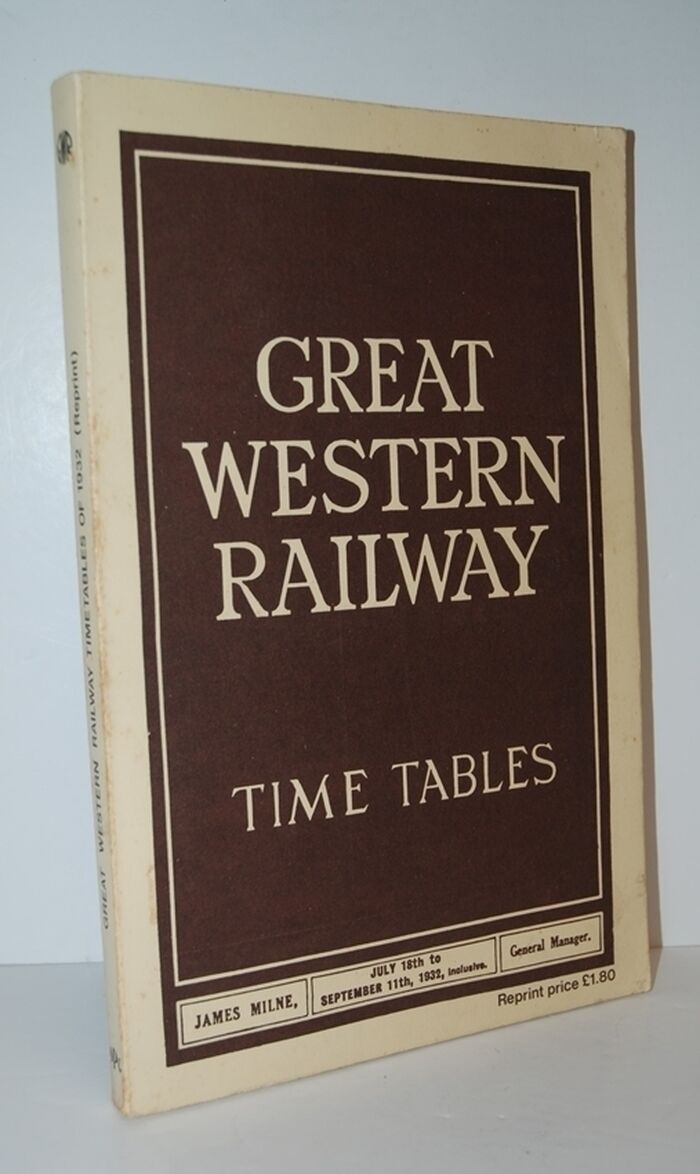 GREAT
WESTERN
RAILWAY
TIME TABLES
JAMES MILNE,
JULY 18th to
SEPTEMBER 11th, 1932, inclusive.
General Manager.
Reprint price £1.80
GREAT WESTERN RAILWAY TIMETABLES OF 1932 (Reprint)